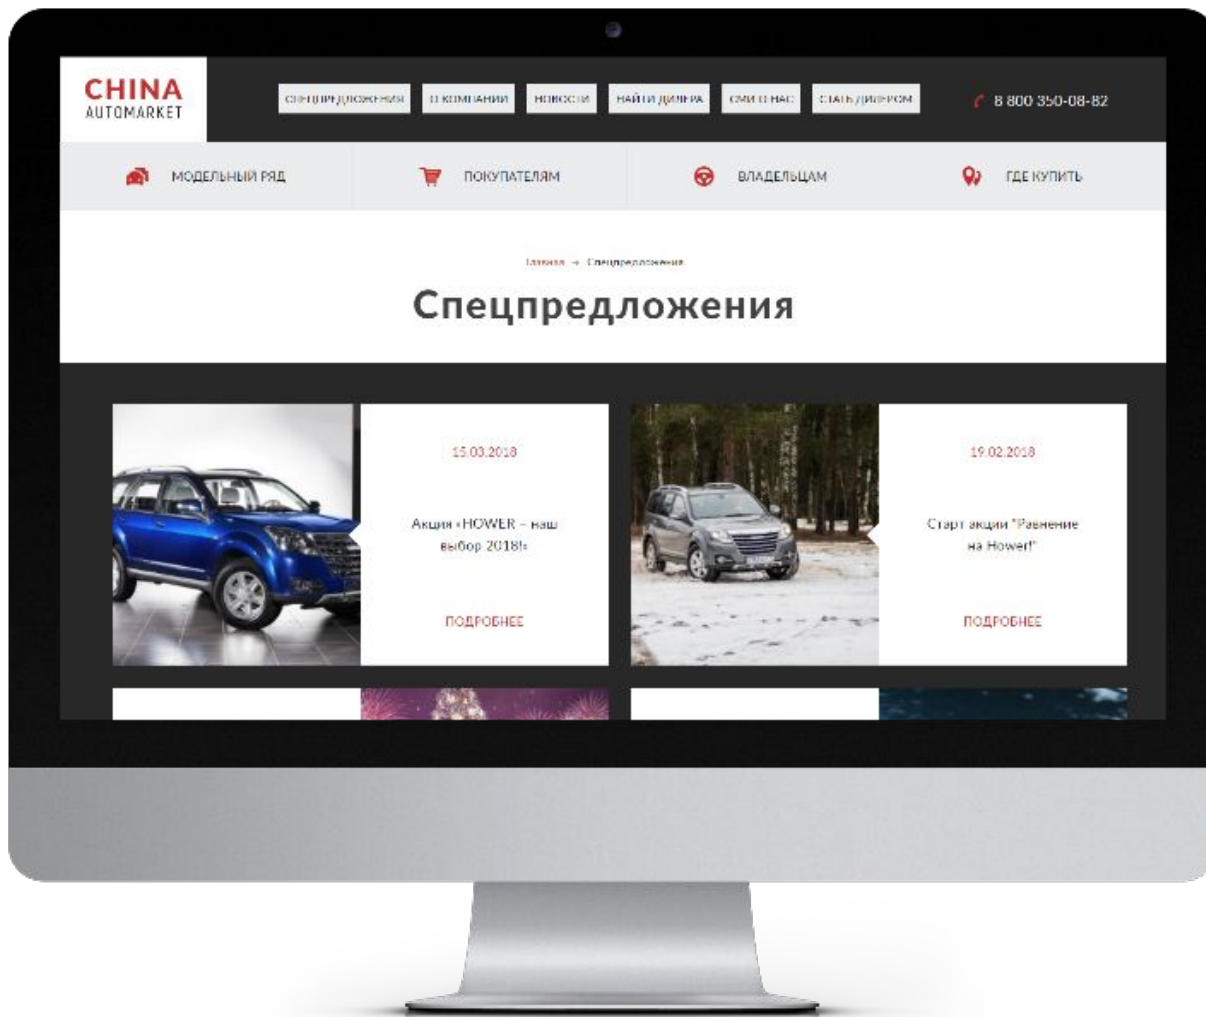 CHINA
AUTOMARKET
СПЕЦПРЕДЛОЖЕНИЯ
О КОМПАНИИ
НОВОСТИ
НАЙТИ ДИЛЕРА
СМИ О НАС
СТАТЬ ДИЛЕРОМ
8 800 350-08-82
МОДЕЛЬНЫЙ РЯД
ПОКУПАТЕЛЯМ
ВЛАДЕЛЬЦАМ
ГДЕ КУПИТЬ
Главная → Спецпредложения
Спецпредложения
15.03.2018
Акция «HOWER – наш
выбор 2018!»
ПОДРОБНЕЕ
19.02.2018
Старт акции "Равнение
на Hower!"
ПОДРОБНЕЕ